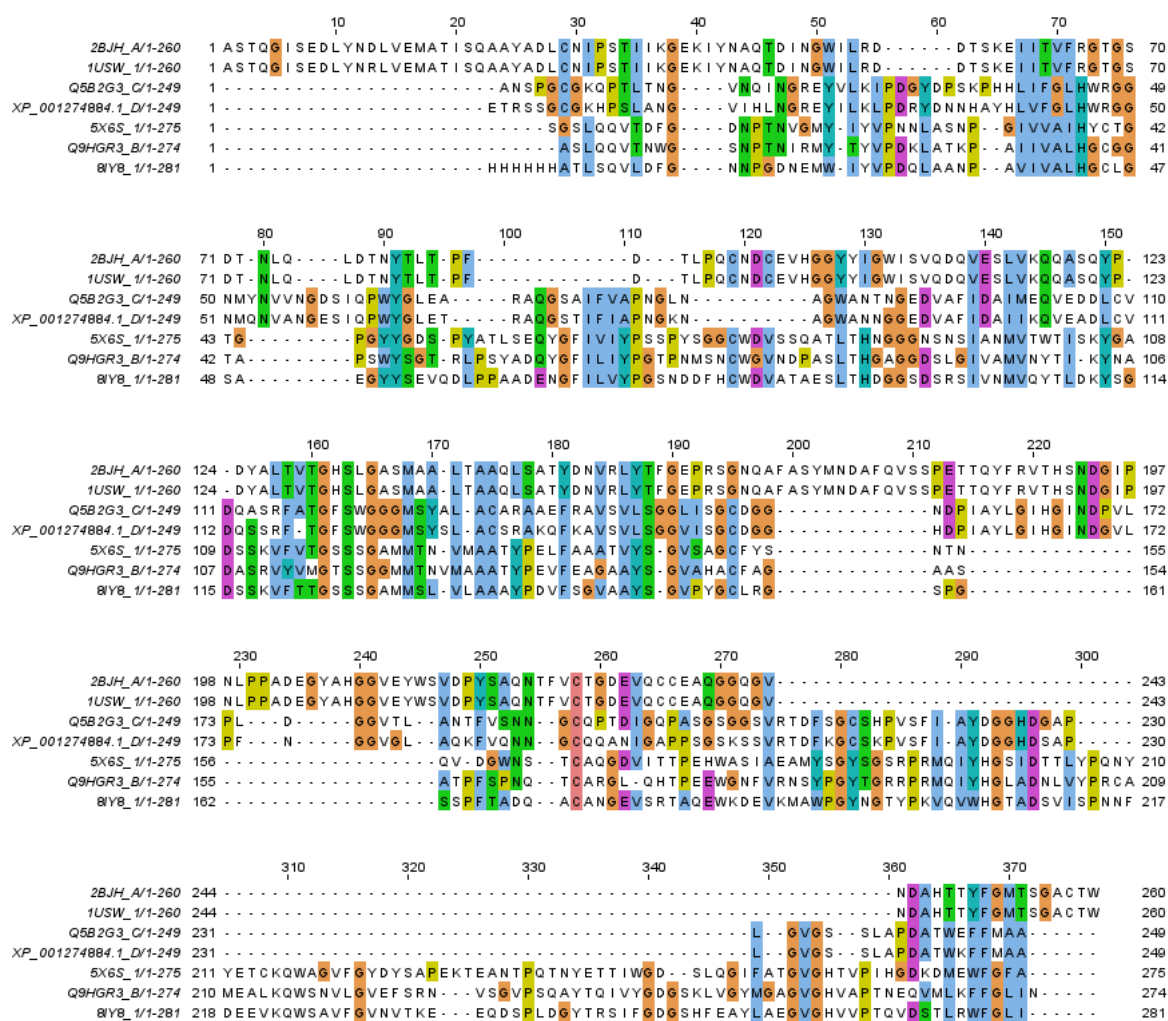 10 20 30 40 50 60 70
2BJH_A/1-260 1 ASTQGISEDLYNDLVEMATISQAAYADLCNIPSTIIKGEKIYNAQTDINGWILRD------DTSKEIITVFRGTGS 70
1USW_1/1-260 1 ASTQGISEDLYNRLVEMATISQAAYADLCNIPSTIIKGEKIYNAQTDINGWILRD------DTSKEIITVFRGTGS 70
Q5B2G3_C/1-249 1 -----------------------ANSPGCGKQPTLTNG----VNQINGREYVLKIPDGYDPSKPHHLIFGLHWRGG 49
XP_001274884.1_D/1-249 1 ----------------------ETRSSGCGKHPSLANG----VIHLNGREYILKLPDRYDNNHAYHLVFGLHWRGG 50
5X6S_1/1-275 1 ---------------------------SGSLQQVTDFG----DNPTNVGMY-IYVPNNLASNP--GIVVAIHYCTG 42
Q9HGR3_B/1-274 1 ----------------------------ASLQQVTNWG----SNPTNIRMY-TYVPDKLATKP--AIIVALHGCGG 41
8IY8_1/1-281 1 ----------------------HHHHHHATLSQVLDFG----NNPGDNEMW-IYVPDQLAANP--AIVVALHGCLG 47
80 90 100 110 120 130 140 150
2BJH_A/1-260 71 DT-NLQ----LDTNYTLT-PF-------------D---TLPQCNDCEVHGGYYIGWISVQDQVESLVKQQASQYP- 123
1USW_1/1-260 71 DT-NLQ----LDTNYTLT-PF-------------D---TLPQCNDCEVHGGYYIGWISVQDQVESLVKQQASQYP- 123
Q5B2G3_C/1-249 50 NMYNVVNGDSIQPWYGLEA-----RAQGSAIFVAPNGLN----------AGWANTNGEDVAFIDAIMEQVEDDLCV 110
XP_001274884.1_D/1-249 51 NMQNVANGESIQPWYGLET-----RAQGSTIFIAPNGKN----------AGWANNGGEDVAFIDAIIKQVEADLCV 111
5X6S_1/1-275 43 TG---------PGYYGDS-PYATLSEQYGFIVIYPSSPYSGGCWDVSSQATLTHNGGGNSNSIANMVTWTISKYGA 108
Q9HGR3_B/1-274 42 TA---------PSWYSGT-RLPSYADQYGFILIYPGTPNMSNCWGVNDPASLTHGAGGDSLGIVAMVNYTI-KYNA 106
8IY8_1/1-281 48 SA---------EGYYSEVQDLPPAADENGFILVYPGSNDDFHCWDVATAESLTHDGGSDSRSIVNMVQYTLDKYSG 114
160 170 180 190 200 210 220
2BJH_A/1-260 124 -DYALTVTGHSLGASMAA-LTAAQLSATYDNVRLYTFGEPRSGNQAFASYMNDAFQVSSPETTQYFRVTHSNDGIP 197
1USW_1/1-260 124 -DYALTVTGHSLGASMAA-LTAAQLSATYDNVRLYTFGEPRSGNQAFASYMNDAFQVSSPETTQYFRVTHSNDGIP 197
Q5B2G3_C/1-249 111 DQASRFATGFSWGGGMSYA-LACARAAEFRAVSVLSGGLISGCDGG--------------NDPIAYLGIHGINDPVL 172
XP_001274884.1_D/1-249 112 DQSSRF-TGFSWGGGMSYS-LACSRAKQFKAVSVLSGGLISGCDGG--------------HDPIAYLGIHGINDGVL 172
5X6S_1/1-275 109 DSSKVFVTGSSSGAMMTN-VMAATYPELFAAATVYS-GVSAGCFYS-------------NTN-------------- 155
Q9HGR3_B/1-274 107 DASRVYVMGTSSGGMMTNVMAAATYPEVFEAGAAYS-GVAHACFAG-------------AAS-------------- 154
8IY8_1/1-281 115 DSSKVFTTGSSSGAMMSL-VLAAAYPDVFSGVAAYS-GVPYGCLRG-------------SPG-------------- 161
230 240 250 260 270 280 290 300
2BJH_A/1-260 198 NLPPADEGYAHGGVEYWSVDPYSAQNTFVCTGDEVQCCEAQGGQGV------------------------------ 243
1USW_1/1-260 198 NLPPADEGYAHGGVEYWSVDPYSAQNTFVCTGDEVQCCEAQGGQGV------------------------------ 243
Q5B2G3_C/1-249 173 PL--D------GGVTL--ANTFVSNN--GCQPTDIGQPASGSGGSVRTDFSGCSHPVSFI-AYDGGHDGAP----- 230
XP_001274884.1_D/1-249 173 PF--N------GGVGL--AQKFVQNN--GCQQANIGAPPSGSKSSVRTDFKGCSKPVSFI-AYDGGHDSAP----- 230
5X6S_1/1-275 156 -------------------QV-DGWNS--TCAQGDVITTPEHWASIAEAMYSGYSGSRPRMQIYHGSIDTTLYPQNY 210
Q9HGR3_B/1-274 155 ------------------ATPFSPNQ--TCARGL-QHTPEEWGNFVRNSYPGYTGRRPRMQIYHGLADNLVYPRCA 209
8IY8_1/1-281 162 ------------------SSPFTADQ--ACANGEVSRTAQEWKDEVKMAWPGYNGTYPKVQVWHGTADSVISPNNF 217
310 320 330 340 350 360 370
2BJH_A/1-260 244 --------------------------------------------------------NDAHTTYFGMTSGACTW 260
1USW_1/1-260 244 --------------------------------------------------------NDAHTTYFGMTSGACTW 260
Q5B2G3_C/1-249 231 --------------------------------------------L--GVGS--SLAPDATWEFFMAA------ 249
XP_001274884.1_D/1-249 231 --------------------------------------------L--GVGS--SLAPDATWKFFMAA------ 249
5X6S_1/1-275 211 YETCKQWAGVFGYDYSAPEKTEANTPQTNYETTIWGD--SLQGIFATGVGHTVPIHGDKDMEWFGFA------ 275
Q9HGR3_B/1-274 210 MEALKQWSNVLGVEFSRN---VSGVPSQAYTQIVYGDGSKLVGYMGAGVGHVAPTNEQVMLKFFGLIN----- 274
8IY8_1/1-281 218 DEEVKQWSAVFGVNVTKE---EQDSPLDGYTRSIFGDGSHFEAYLAEGVGHVVPTQVDSTLRWFGLI------ 281